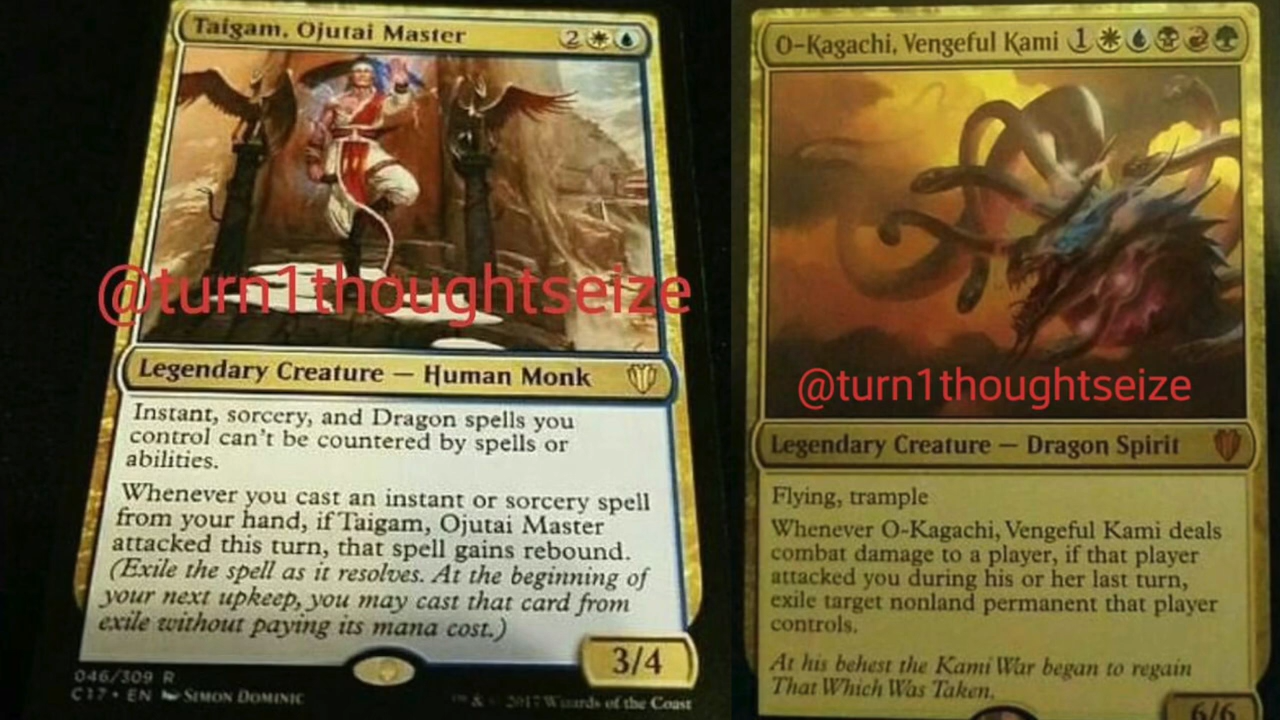 Taigam, Ojutai Master 2
@turn1thoughtseize
Legendary Creature — Human Monk
Instant, sorcery, and Dragon spells you
control can't be countered by spells or
abilities.
Whenever you cast an instant or sorcery spell
from your hand, if Taigam, Ojutai Master
attacked this turn, that spell gains rebound.
(Exile the spell as it resolves. At the beginning of
your next upkeep, you may cast that card from
exile without paying its mana cost.)
3/4
046/309 R
C17 • EN SIMON DOMINIC
™ & © 2017 Wizards of the Coast
O-Kagachi, Vengeful Kami 1
@turn1thoughtseize
Legendary Creature — Dragon Spirit
Flying, trample
Whenever O-Kagachi, Vengeful Kami deals
combat damage to a player, if that player
attacked you during his or her last turn,
exile target nonland permanent that player
controls.
At his behest the Kami War began to regain
That Which Was Taken.
6/6